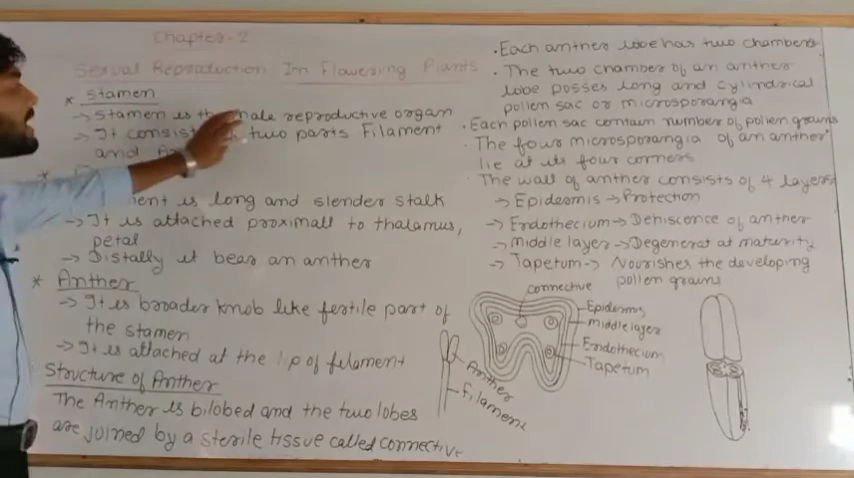 Chapter-2
Sexual Reproduction In Flowering Plants
* Stamen
→ Stamen is the male reproductive organ
→ It consist two parts Filament
and
*
is long and slender stalk
→ It is attached proximall to thalamus,
petal
→ Distally it bear an anther
* Anther
→ It is broader knob like fertile part of
the stamen
→ It is attached at the tip of filament
Structure of Anther
The Anther is bilobed and the two lobes
are joined by a sterile tissue called connective
. Each anther lobe has two chambers
. The two chamber of an anther
lobe posses long and cylindrical
pollen sac or microsporangia
. Each pollen sac contain number of pollen grains
. The four microsporangia of an anther
lie at its four corners
. The wall of anther consists of 4 layers
→ Epidermis → Protection
→ Endothecium → Dehiscence of anther
→ middle layer → Degenerat at maturity
→ Tapetum → Nourishes the developing
pollen grains
connective
Epidermis
middle layer
Endothecium
Tapetum
Anther
Filament